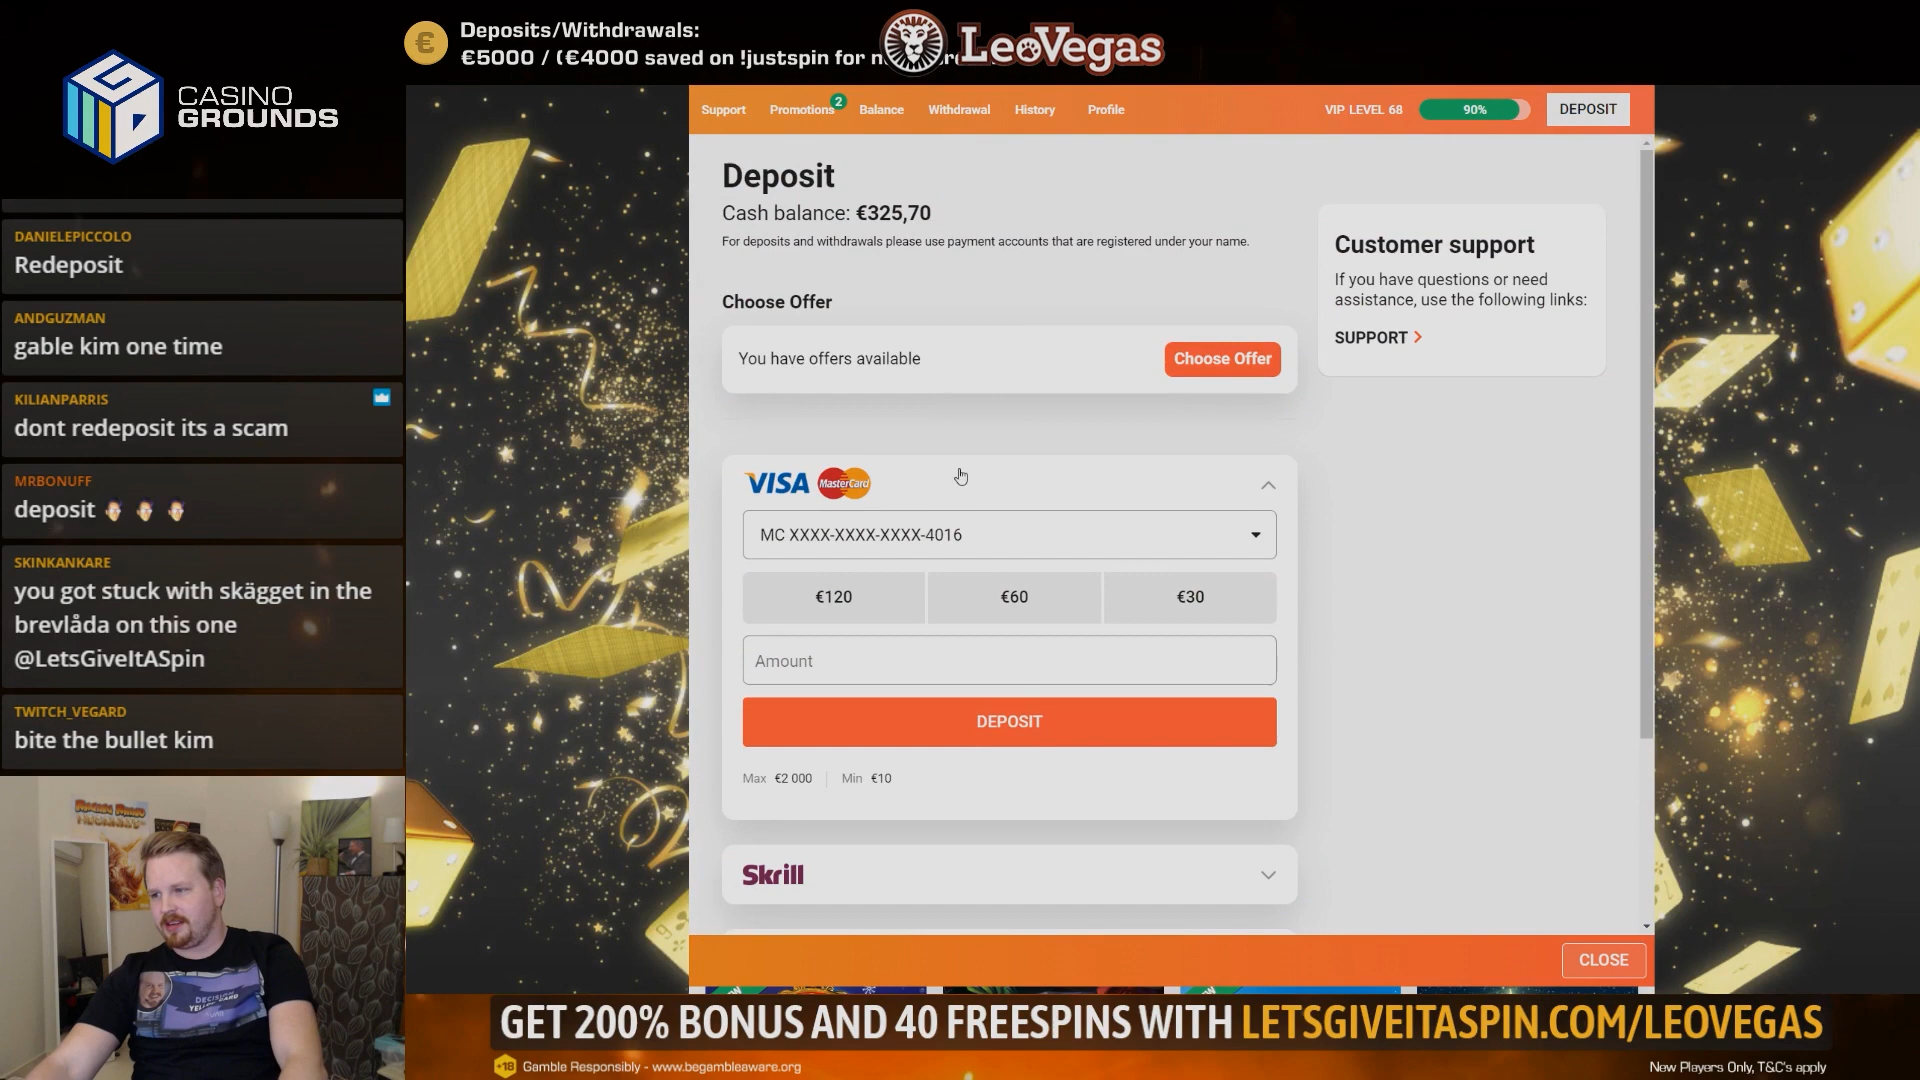 Deposits/Withdrawals:
€5000 / (€4000 saved on !justspin for
LeoVegas
CASINO
GROUNDS
DANIELEPICCOLO
Redeposit
ANDGUZMAN
gable kim one time
KILIANPARRIS
dont redeposit its a scam
MRBONUFF
deposit
SKINKANKARE
you got stuck with skägget in the
brevlåda on this one
@LetsGiveItASpin
TWITCH_VEGARD
bite the bullet kim
Support
Promotions
2
Balance
Withdrawal
History
Profile
VIP LEVEL 68
90%
DEPOSIT
Deposit
Cash balance: €325,70
For deposits and withdrawals please use payment accounts that are registered under your name.
Choose Offer
You have offers available
Choose Offer
VISA
MasterCard
MC XXXX-XXXX-XXXX-4016
€120
€60
€30
Amount
DEPOSIT
Max €2 000
Min €10
Skrill
Customer support
If you have questions or need
assistance, use the following links:
SUPPORT
CLOSE
GET 200% BONUS AND 40 FREESPINS WITH LETSGIVEITASPIN.COM/LEOVEGAS
+18 Gamble Responsibly - www.begambleaware.org
New Players Only, T&C's apply